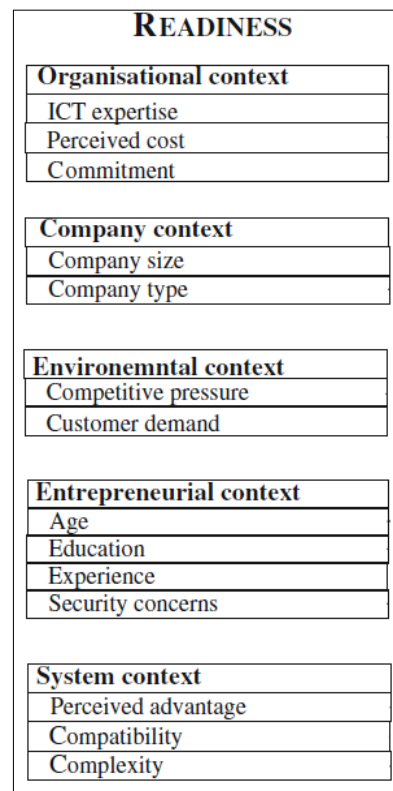 READINESS
Organisational context
ICT expertise
Perceived cost
Commitment
Company context
Company size
Company type
Environemntal context
Competitive pressure
Customer demand
Entrepreneurial context
Age
Education
Experience
Security concerns
System context
Perceived advantage
Compatibility
Complexity